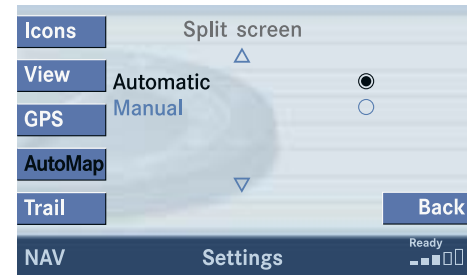 Icons
Split screen
View
Automatic
Manual
GPS
AutoMap
Trail
Back
NAV
Settings
Ready